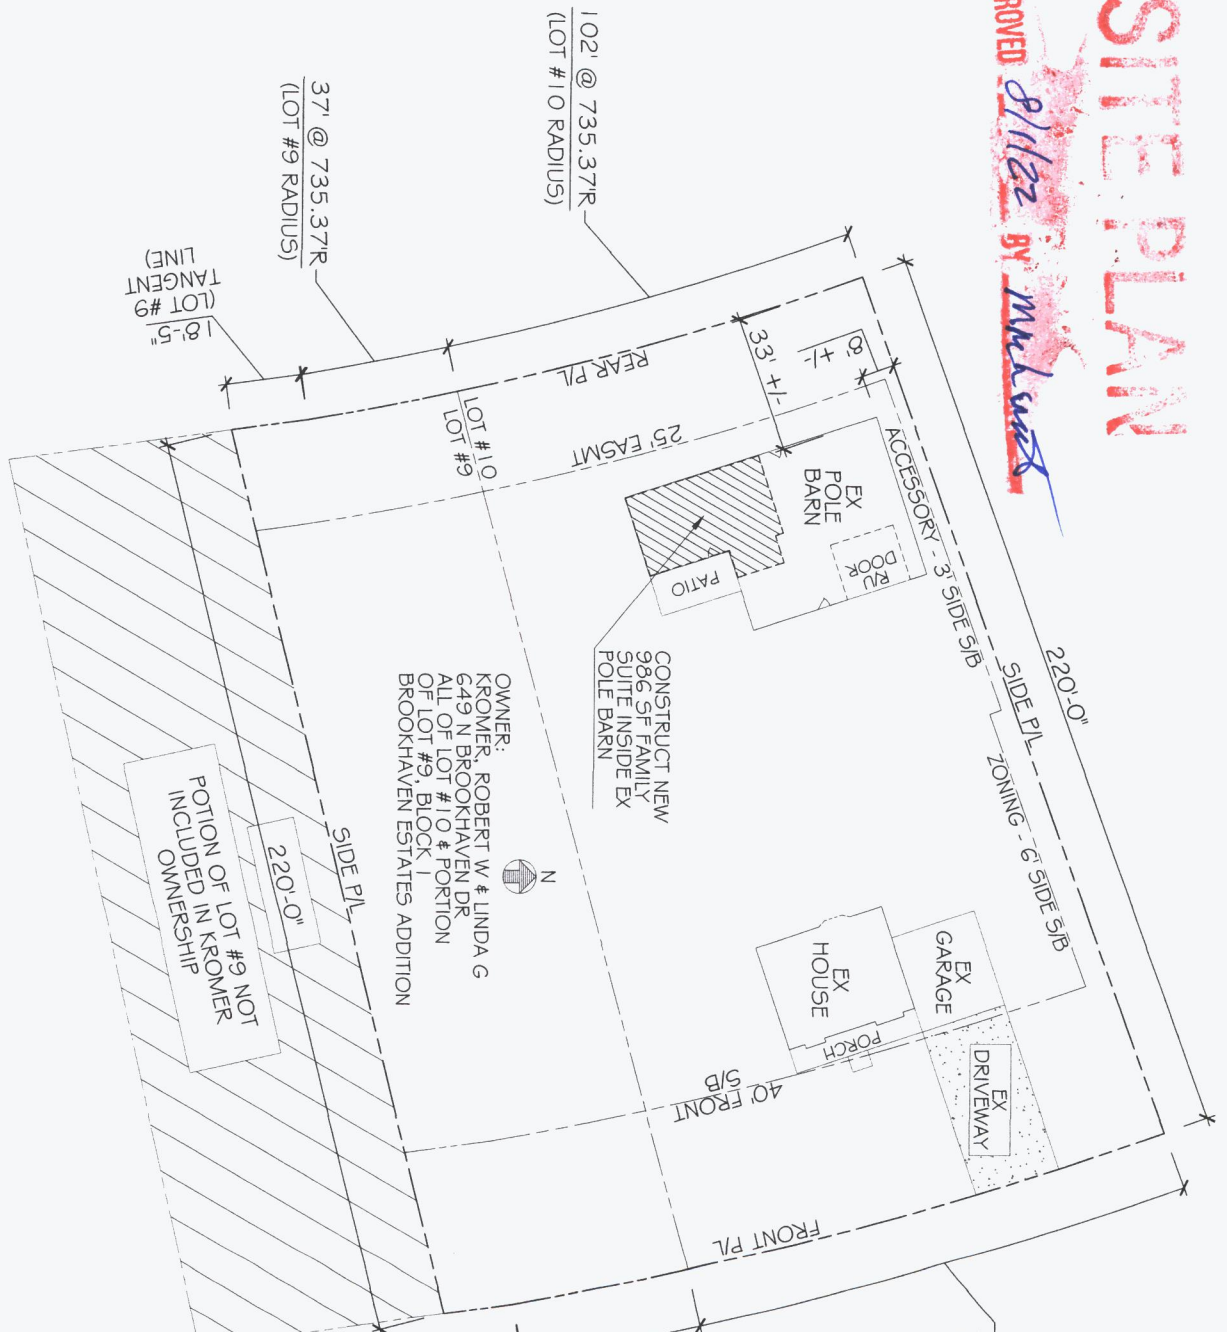 SITE PLAN
ROVED 8/1/22 BY
102' @ 735.37'R
(LOT #10 RADIUS)
37' @ 735.37'R
(LOT #9 RADIUS)
18'-5"
(LOT #9
TANGENT
LINE)
220'-0"
SIDE P/L
ACCESSORY - 3' SIDE S/B
ZONING - 6' SIDE S/B
8' +/-
33' +/-
REAR P/L
25' EASMT
LOT #10
LOT #9
EX
POLE
BARN
R/U
DOOR
PATIO
CONSTRUCT NEW
986 SF FAMILY
SUITE INSIDE EX
POLE BARN
EX
GARAGE
EX
HOUSE
PORCH
EX
DRIVEWAY
40' FRONT
S/B
FRONT P/L
N
OWNER:
KROMER, ROBERT W & LINDA G
649 N BROOKHAVEN DR
ALL OF LOT #10 & PORTION
OF LOT #9, BLOCK 1
BROOKHAVEN ESTATES ADDITION
SIDE P/L
220'-0"
POTION OF LOT #9 NOT
INCLUDED IN KROMER
OWNERSHIP